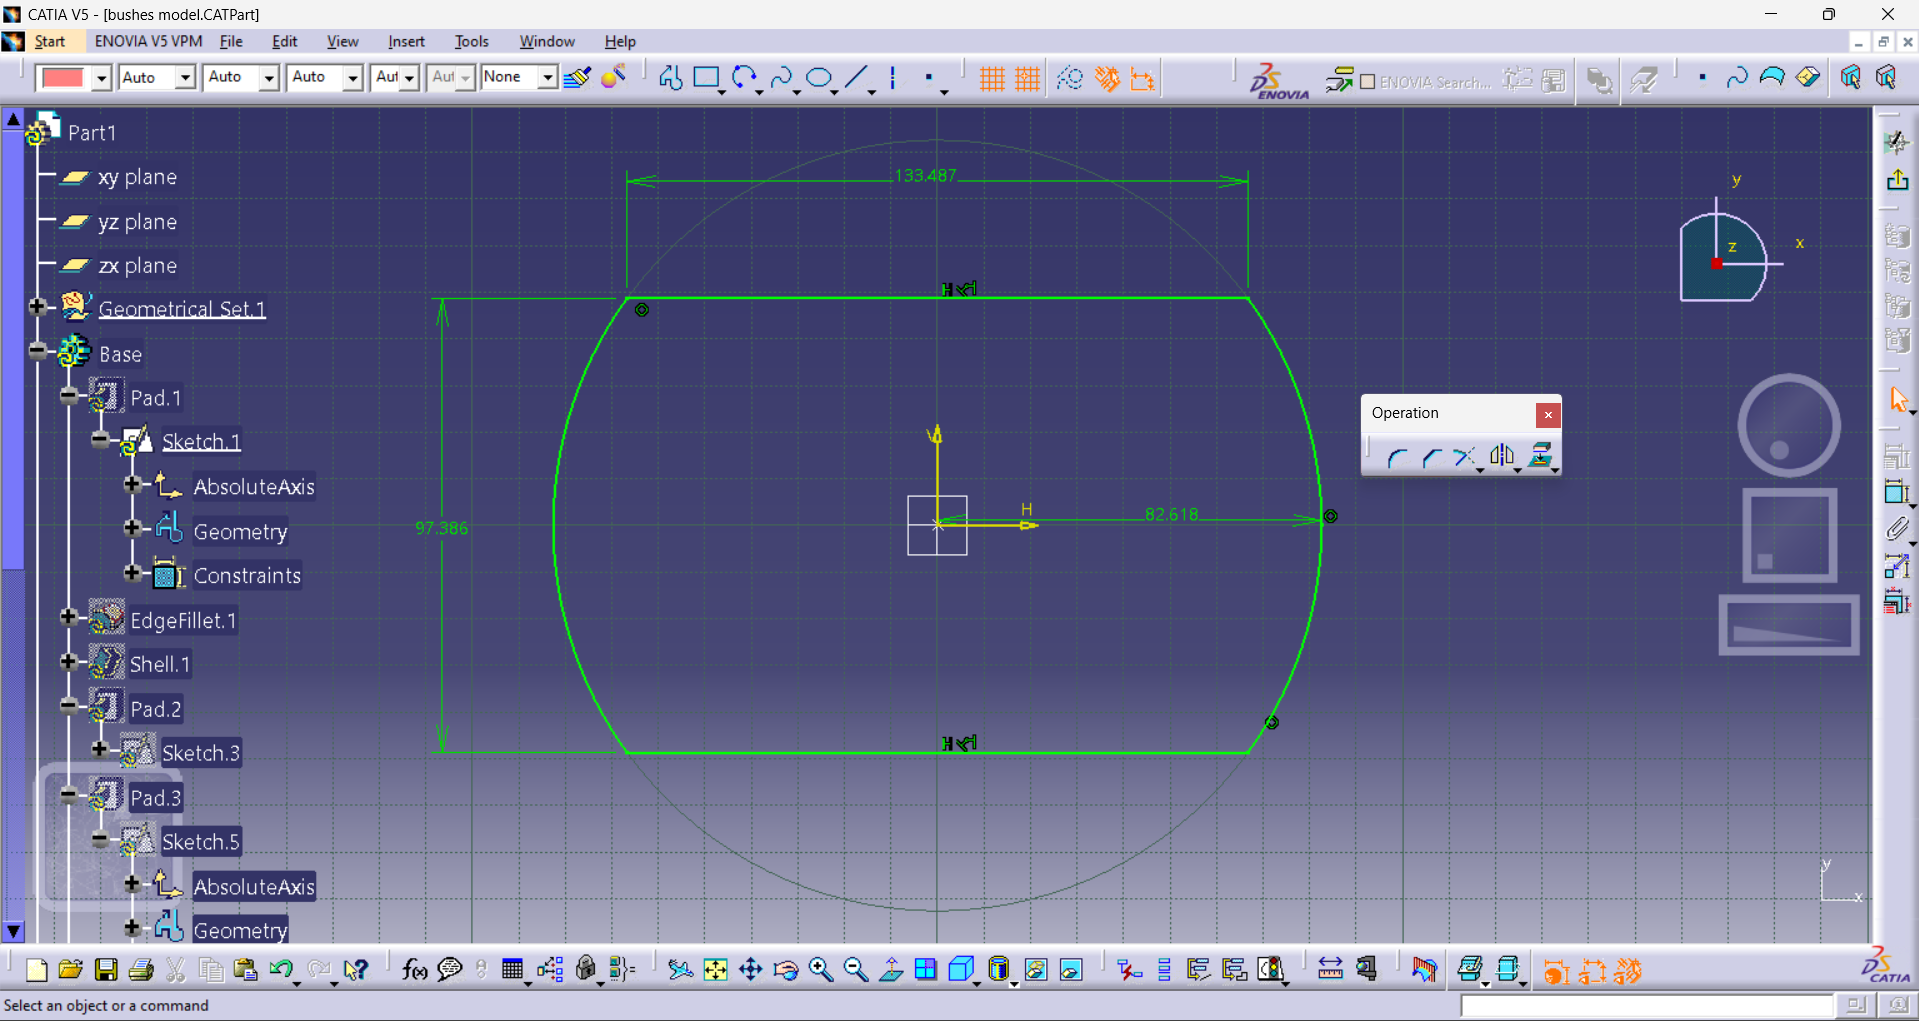 CATIA V5 - [bushes model.CATPart]
Start ENOVIA V5 VPM File Edit View Insert Tools Window Help
Auto Auto Auto Aut Aut None ENOVIA ENOVIA Search...
Part1
xy plane
yz plane
zx plane
Geometrical Set.1
Base
Pad.1
Sketch.1
AbsoluteAxis
Geometry
Constraints
EdgeFillet.1
Shell.1
Pad.2
Sketch.3
Pad.3
Sketch.5
AbsoluteAxis
Geometry
133.487
H
97.386
V
H
82.618
H
y
z
x
Operation
y
x
f(x)
CATIA
Select an object or a command